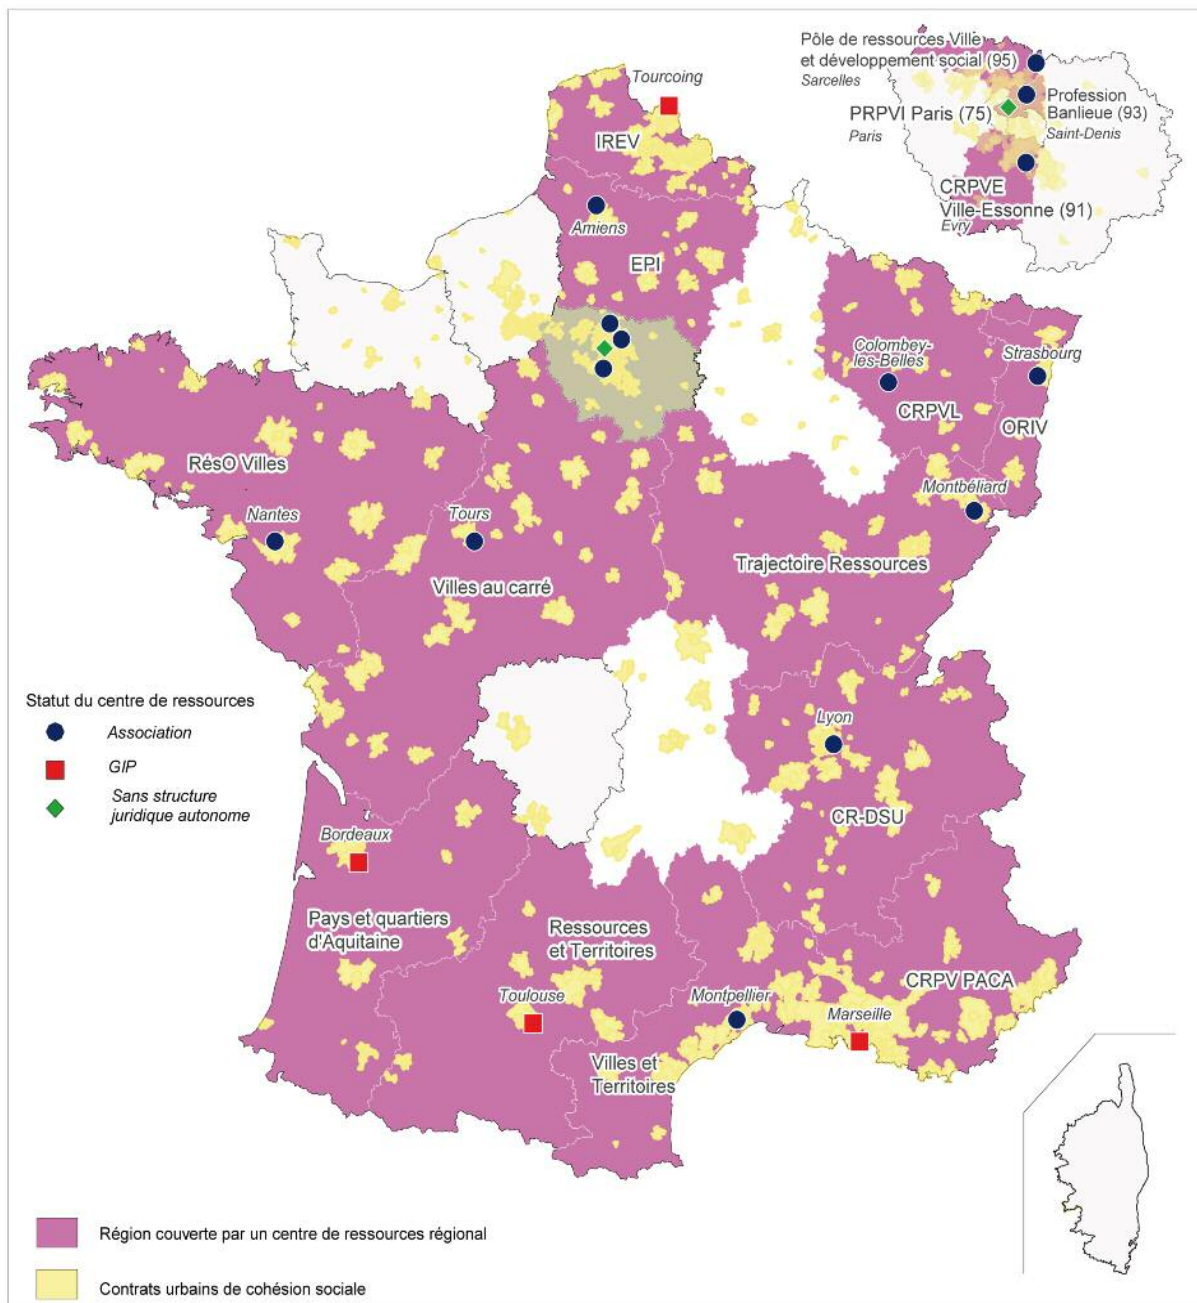 Pôle de ressources Ville
et développement social (95)
Sarcelles
Profession
Banlieue (93)
Saint-Denis
PRPVI Paris (75)
Paris
CRPVE
Ville-Essonne (91)
Evry
Tourcoing
IREV
Amiens
EPI
Colombey-
les-Belles
CRPVL
Strasbourg
ORIV
RésO Villes
Nantes
Tours
Villes au carré
Montbéliard
Trajectoire Ressources
Statut du centre de ressources
Association
GIP
Sans structure
juridique autonome
Lyon
CR-DSU
Bordeaux
Pays et quartiers
d'Aquitaine
Ressources
et Territoires
Toulouse
Montpellier
CRPV PACA
Marseille
Villes et
Territoires
Région couverte par un centre de ressources régional
Contrats urbains de cohésion sociale